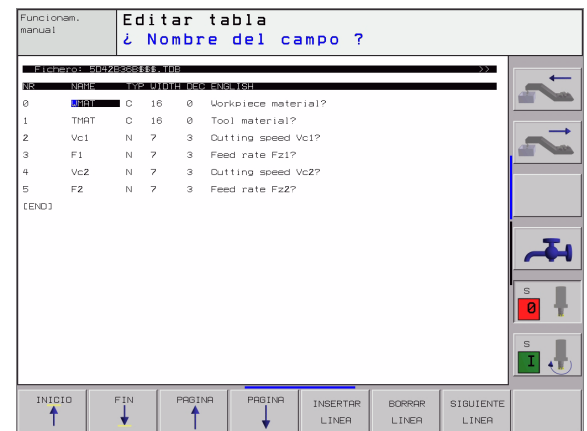 Funcionam.
manual
Editar tabla
¿ Nombre del campo ?
Fichero: 5042B36B$$$.TDB >>
NR NAME TYP WIDTH DEC ENGLISH
0 WMAT C 16 0 Workpiece material?
1 TMAT C 16 0 Tool material?
2 Vc1 N 7 3 Cutting speed Vc1?
3 F1 N 7 3 Feed rate Fz1?
4 Vc2 N 7 3 Cutting speed Vc2?
5 F2 N 7 3 Feed rate Fz2?
[END]
S
0
S
I
INICIO
FIN
PAGINA
PAGINA
INSERTAR
LINEA
BORRAR
LINEA
SIGUIENTE
LINEA